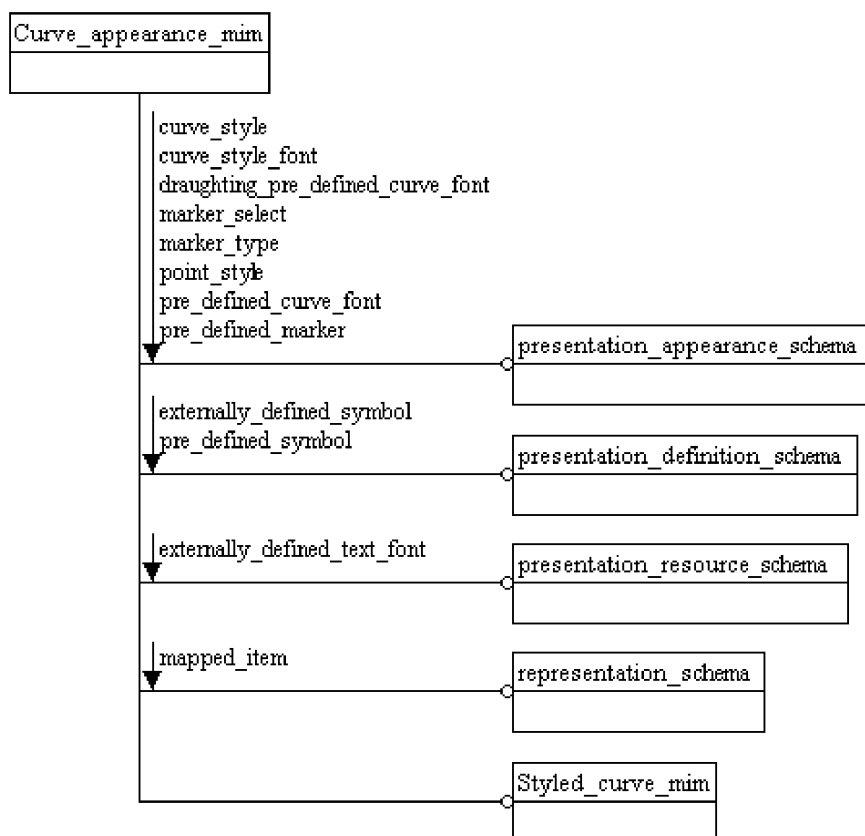 Curve_appearance_mim
curve_style
curve_style_font
draughting_pre_defined_curve_font
marker_select
marker_type
point_style
pre_defined_curve_font
pre_defined_marker
presentation_appearance_schema
externally_defined_symbol
pre_defined_symbol
presentation_definition_schema
externally_defined_text_font
presentation_resource_schema
mapped_item
representation_schema
Styled_curve_mim